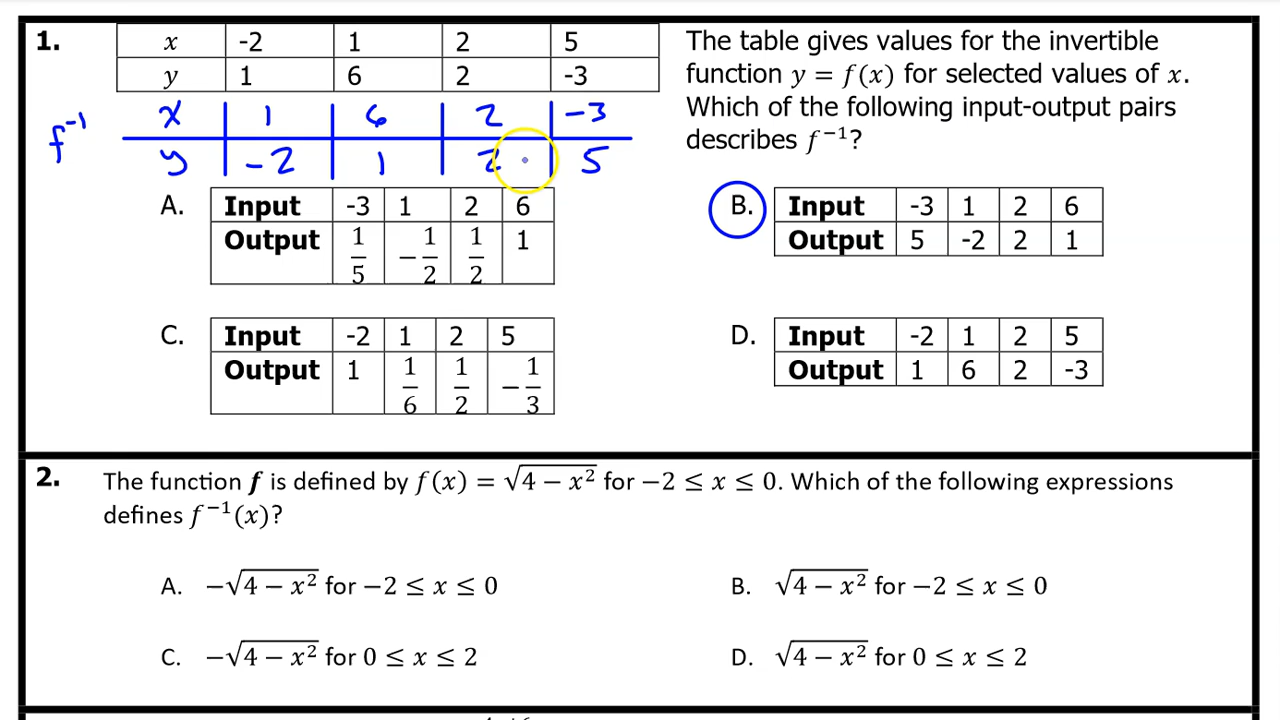 1.
x -2 1 2 5
y 1 6 2 -3
The table gives values for the invertible
function y = f(x) for selected values of x.
Which of the following input-output pairs
describes f⁻¹?
f⁻¹
x 1 6 2 -3
y -2 1 2 5
A.
Input -3 1 2 6
Output 1/5 -1/2 1/2 1
B.
Input -3 1 2 6
Output 5 -2 2 1
C.
Input -2 1 2 5
Output 1 1/6 1/2 -1/3
D.
Input -2 1 2 5
Output 1 6 2 -3
2.
The function f is defined by f(x) = √(4 − x²) for −2 ≤ x ≤ 0. Which of the following expressions
defines f⁻¹(x)?
A. −√(4 − x²) for −2 ≤ x ≤ 0
B. √(4 − x²) for −2 ≤ x ≤ 0
C. −√(4 − x²) for 0 ≤ x ≤ 2
D. √(4 − x²) for 0 ≤ x ≤ 2